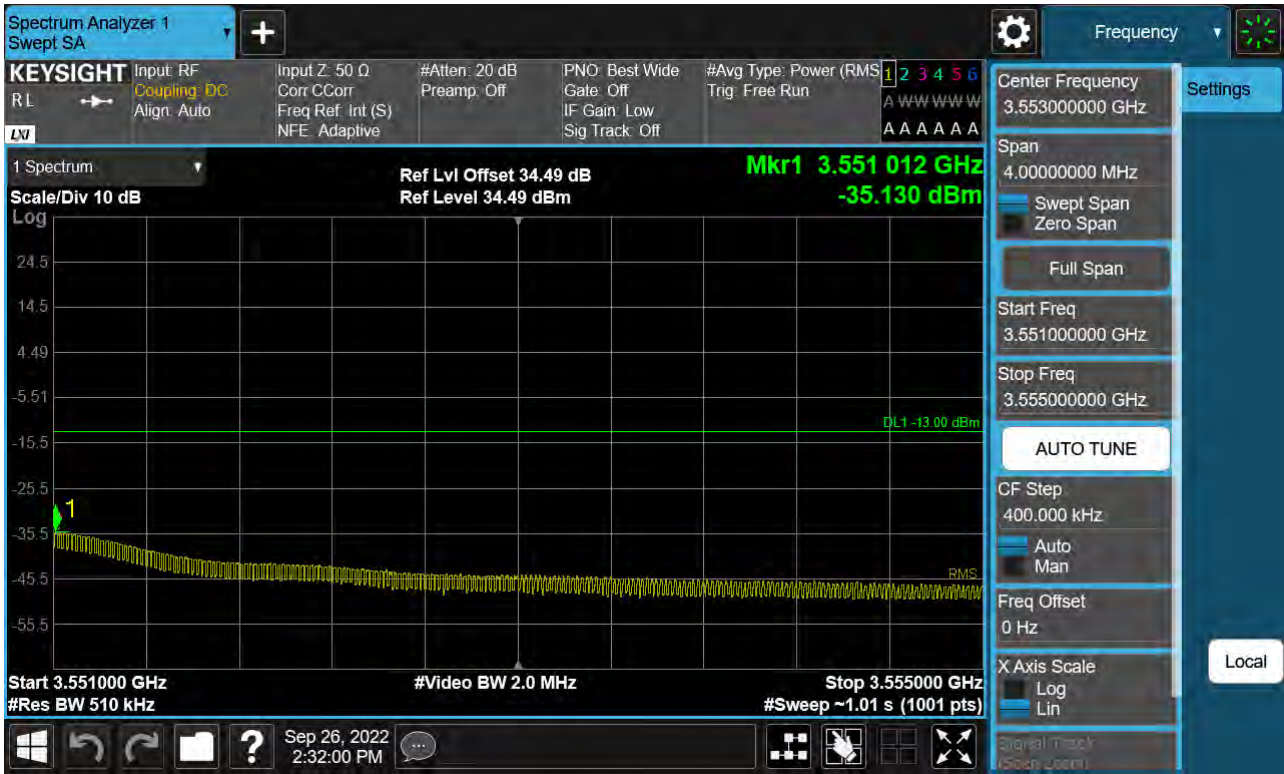 Spectrum Analyzer 1
Swept SA
+
Frequency
KEYSIGHT
RL
LXI
Input: RF
Coupling: DC
Align: Auto
Input Z: 50 Ω
Corr CCorr
Freq Ref: Int (S)
NFE: Adaptive
#Atten: 20 dB
Preamp: Off
PNO: Best Wide
Gate: Off
IF Gain: Low
Sig Track: Off
#Avg Type: Power (RMS
Trig: Free Run
1 2 3 4 5 6
A W W W W W
A A A A A A
1 Spectrum
Scale/Div 10 dB
Log
Ref Lvl Offset 34.49 dB
Ref Level 34.49 dBm
Mkr1 3.551 012 GHz
-35.130 dBm
24.5
14.5
4.49
-5.51
DL1 -13.00 dBm
-15.5
-25.5
1
-35.5
-45.5
RMS
-55.5
Start 3.551000 GHz
#Res BW 510 kHz
#Video BW 2.0 MHz
Stop 3.555000 GHz
#Sweep ~1.01 s (1001 pts)
Center Frequency
3.553000000 GHz
Span
4.00000000 MHz
Swept Span
Zero Span
Full Span
Start Freq
3.551000000 GHz
Stop Freq
3.555000000 GHz
AUTO TUNE
CF Step
400.000 kHz
Auto
Man
Freq Offset
0 Hz
X Axis Scale
Log
Lin
Signal Track
(Span Zoom)
Settings
Local
?
Sep 26, 2022
2:32:00 PM